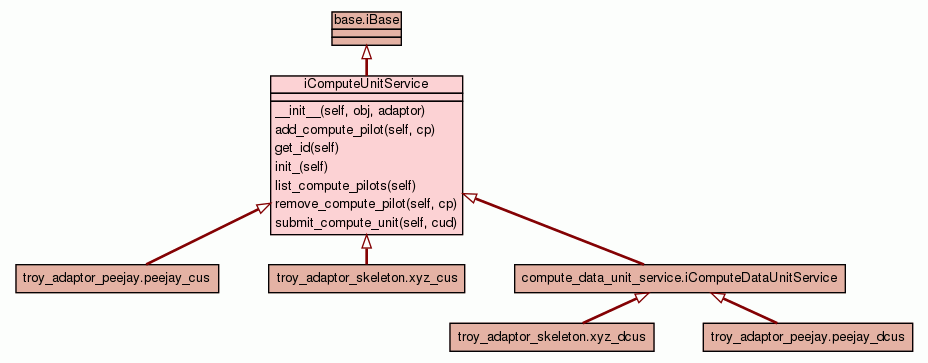 base.iBase
iComputeUnitService
__init__(self, obj, adaptor)
add_compute_pilot(self, cp)
get_id(self)
init_(self)
list_compute_pilots(self)
remove_compute_pilot(self, cp)
submit_compute_unit(self, cud)
troy_adaptor_peejay.peejay_cus
troy_adaptor_skeleton.xyz_cus
compute_data_unit_service.iComputeDataUnitService
troy_adaptor_skeleton.xyz_dcus
troy_adaptor_peejay.peejay_dcus